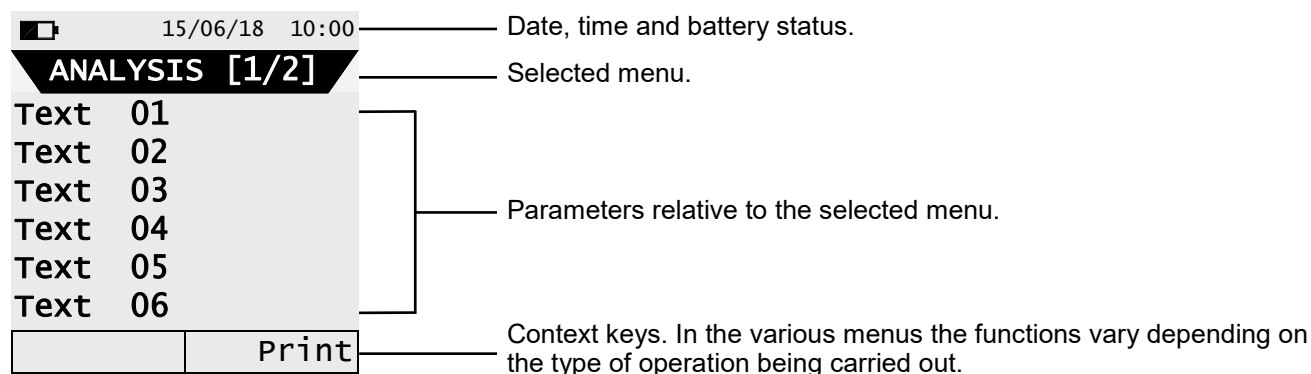 15/06/18 10:00
Date, time and battery status.
ANALYSIS [1/2]
Selected menu.
Text 01
Text 02
Text 03
Text 04
Text 05
Text 06
Parameters relative to the selected menu.
Print
Context keys. In the various menus the functions vary depending on
the type of operation being carried out.